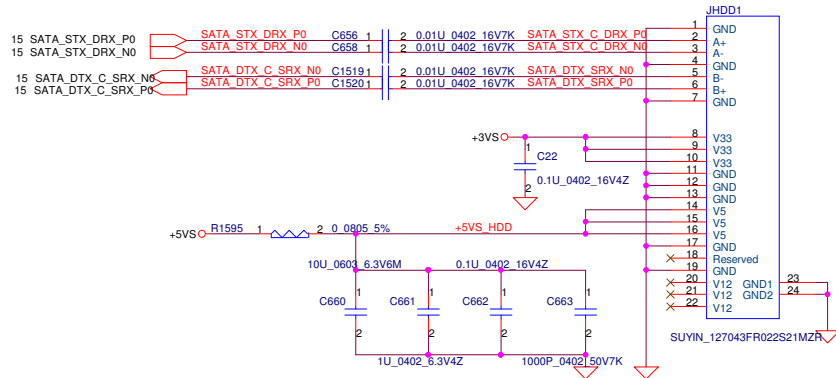 JHDD1
1 GND
15 SATA_STX_DRX_P0 SATA_STX_DRX_P0 C656 1 2 0.01U_0402_16V7K SATA_STX_C_DRX_P0 2 A+
15 SATA_STX_DRX_N0 SATA_STX_DRX_N0 C658 1 2 0.01U_0402_16V7K SATA_STX_C_DRX_N0 3 A-
4 GND
15 SATA_DTX_C_SRX_N0 SATA_DTX_C_SRX_N0 C1519 1 2 0.01U_0402_16V7K SATA_DTX_SRX_N0 5 B-
15 SATA_DTX_C_SRX_P0 SATA_DTX_C_SRX_P0 C1520 1 2 0.01U_0402_16V7K SATA_DTX_SRX_P0 6 B+
7 GND
+3VS 8 V33
1 9 V33
C22 10 V33
11 GND
0.1U_0402_16V4Z 12 GND
2 13 GND
14 V5
15 V5
+5VS R1595 1 2 0_0805_5% +5VS_HDD 16 V5
17 GND
18 Reserved
10U_0603_6.3V6M 0.1U_0402_16V4Z 19 GND
20 V12 GND1 23
21 V12 GND2 24
22 V12
1 1 1 1
C660 C661 C662 C663
2 2 2 2
SUYIN_127043FR022S21MZR
1U_0402_6.3V4Z 1000P_0402_50V7K